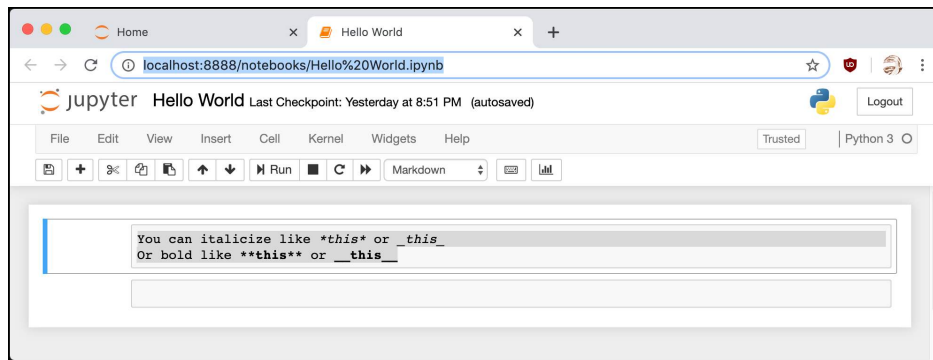 Home
Hello World
localhost:8888/notebooks/Hello%20World.ipynb
jupyter Hello World Last Checkpoint: Yesterday at 8:51 PM (autosaved)
Logout
File Edit View Insert Cell Kernel Widgets Help
Trusted Python 3
Run Markdown
You can italicize like *this* or _this_
Or bold like **this** or __this__